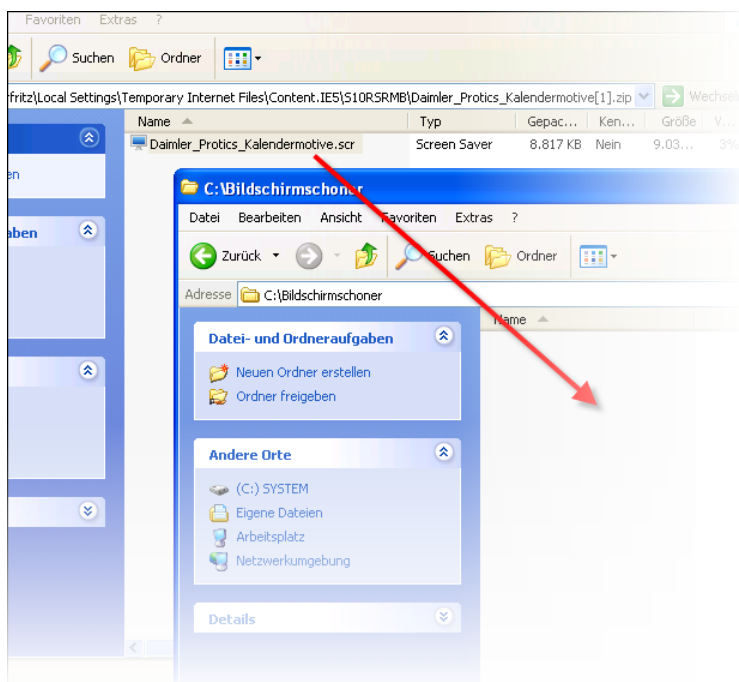 Favoriten Extras ?
Suchen Ordner
fritz\Local Settings\Temporary Internet Files\Content.IE5\S10RSRMB\Daimler_Protics_Kalendermotive[1].zip Wechseln
Name Typ Gepac... Ken... Größe V...
Daimler_Protics_Kalendermotive.scr Screen Saver 8.817 KB Nein 9.03... 3%
en
aben
en
C:\Bildschirmschoner
Datei Bearbeiten Ansicht Favoriten Extras ?
Zurück Suchen Ordner
Adresse C:\Bildschirmschoner
Name
Datei- und Ordneraufgaben
Neuen Ordner erstellen
Ordner freigeben
Andere Orte
(C:) SYSTEM
Eigene Dateien
Arbeitsplatz
Netzwerkumgebung
Details